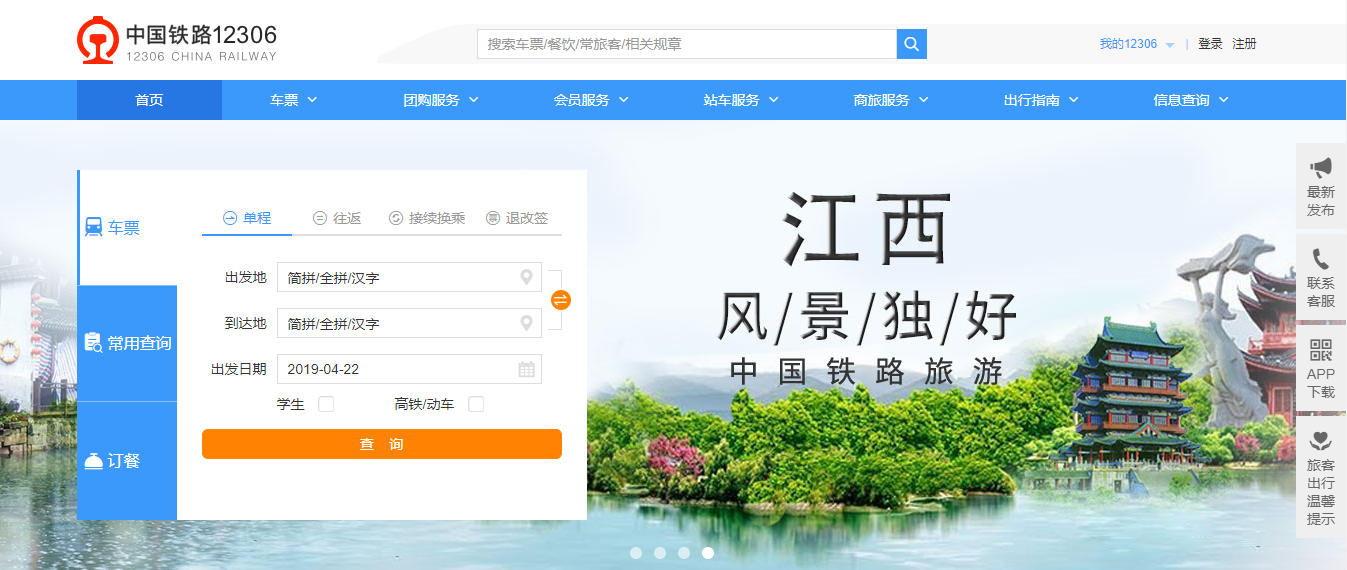 中国铁路12306
12306 CHINA RAILWAY
搜索车票/餐饮/常旅客/相关规章
我的12306 | 登录 注册
首页 车票 团购服务 会员服务 站车服务 商旅服务 出行指南 信息查询
车票
常用查询
订餐
单程 往返 接续换乘 退改签
出发地 简拼/全拼/汉字
到达地 简拼/全拼/汉字
出发日期 2019-04-22
学生 高铁/动车
查 询
江西
风/景/独/好
中国铁路旅游
最新
发布
联系
客服
APP
下载
旅客
出行
温馨
提示